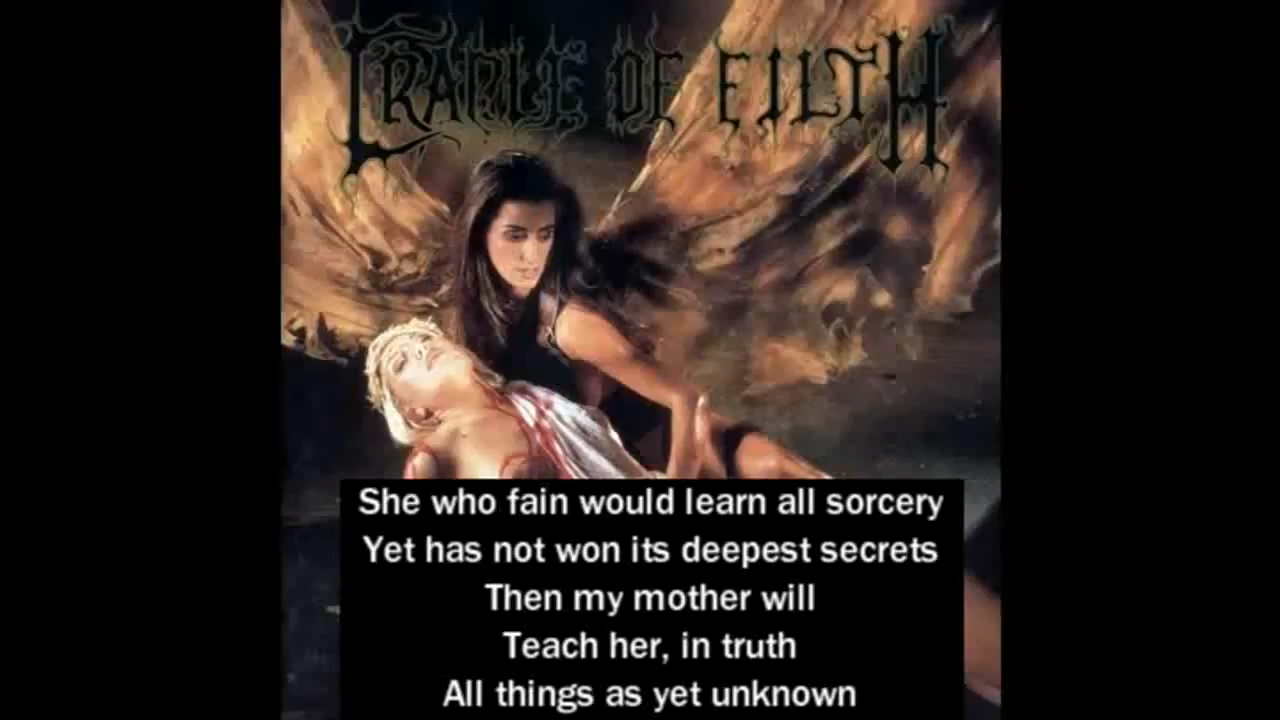 CRADLE OF FILTH
She who fain would learn all sorcery
Yet has not won its deepest secrets
Then my mother will
Teach her, in truth
All things as yet unknown